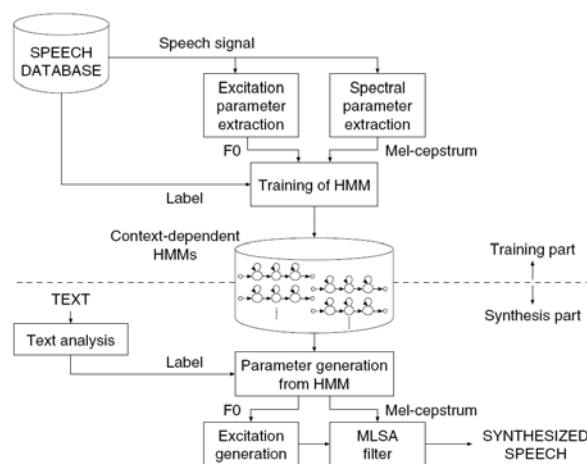 SPEECH
DATABASE
Speech signal
Excitation
parameter
extraction
Spectral
parameter
extraction
F0
Mel-cepstrum
Label
Training of HMM
Context-dependent
HMMs
Training part
Synthesis part
TEXT
Text analysis
Label
Parameter generation
from HMM
F0
Mel-cepstrum
Excitation
generation
MLSA
filter
SYNTHESIZED
SPEECH